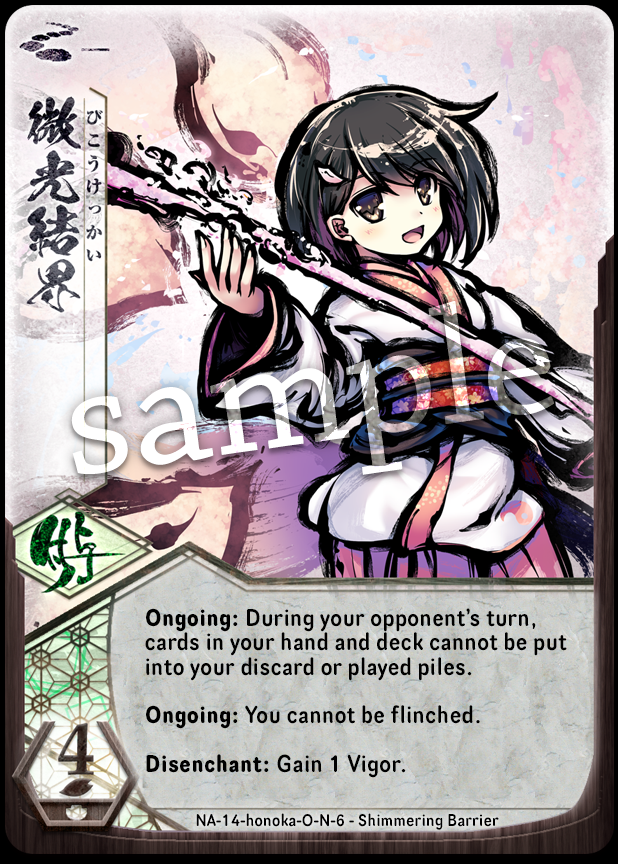 微光結界
びこうけっかい
sample
付与
Ongoing: During your opponent's turn,
cards in your hand and deck cannot be put
into your discard or played piles.
Ongoing: You cannot be flinched.
Disenchant: Gain 1 Vigor.
4
NA-14-honoka-O-N-6 - Shimmering Barrier